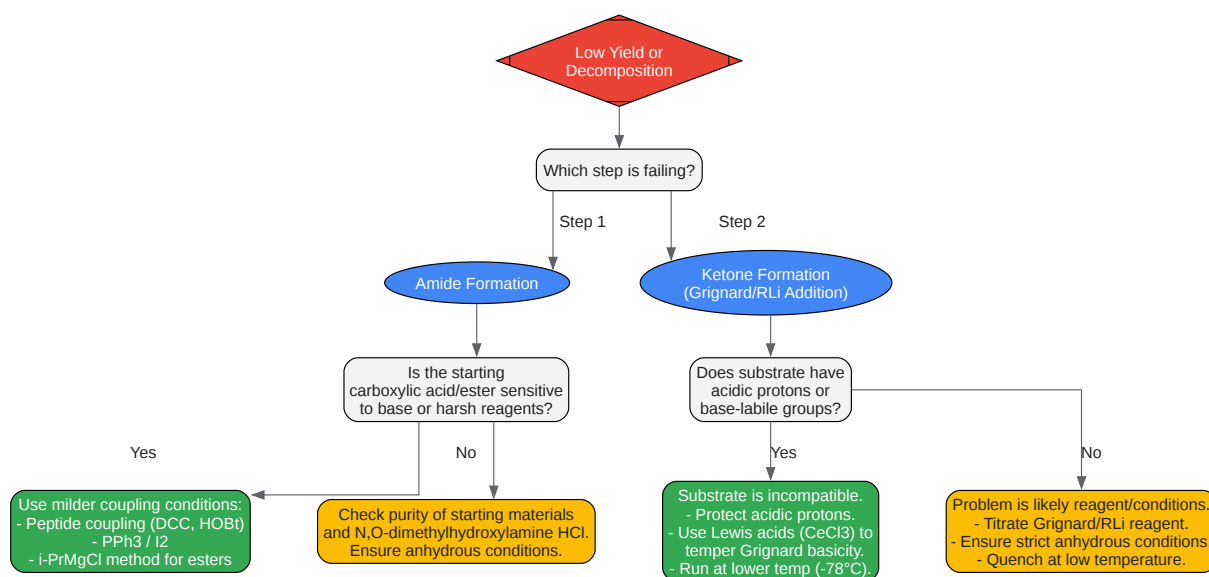 Low Yield or
Decomposition
Which step is failing?
Step 1
Step 2
Amide Formation
Ketone Formation
(Grignard/RLi Addition)
Is the starting
carboxylic acid/ester sensitive
to base or harsh reagents?
Does substrate have
acidic protons or
base-labile groups?
Yes
No
Yes
No
Use milder coupling conditions:
- Peptide coupling (DCC, HOBt)
- PPh3 / I2
- i-PrMgCl method for esters
Check purity of starting materials
and N,O-dimethylhydroxylamine HCl.
Ensure anhydrous conditions.
Substrate is incompatible.
- Protect acidic protons.
- Use Lewis acids (CeCl3) to
temper Grignard basicity.
- Run at lower temp (-78°C).
Problem is likely reagent/conditions.
- Titrate Grignard/RLi reagent.
- Ensure strict anhydrous conditions
- Quench at low temperature.